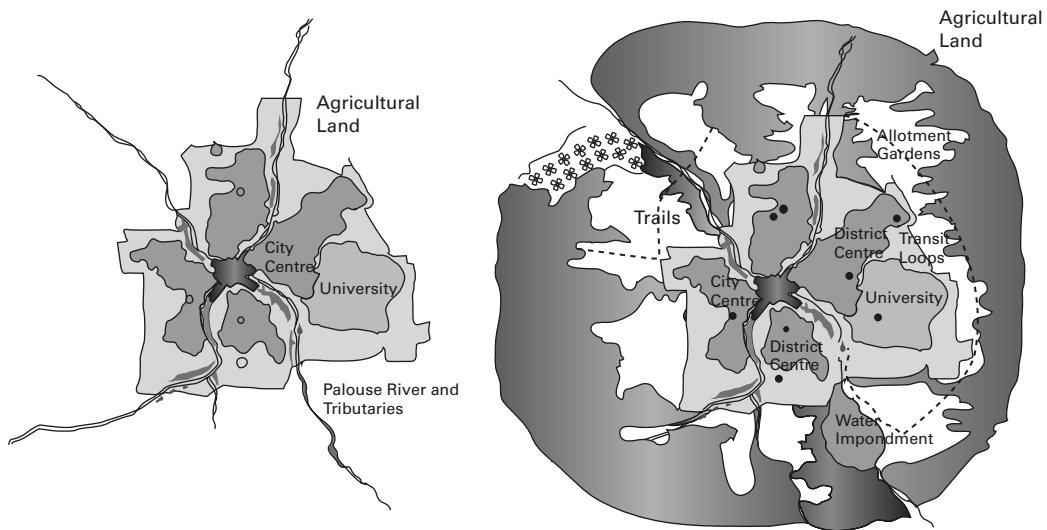 Agricultural
Land
City
Centre
University
Palouse River and
Tributaries
Agricultural
Land
Allotment
Gardens
Trails
District
Centre
Transit
Loops
City
Centre
University
District
Centre
Water
Impondment